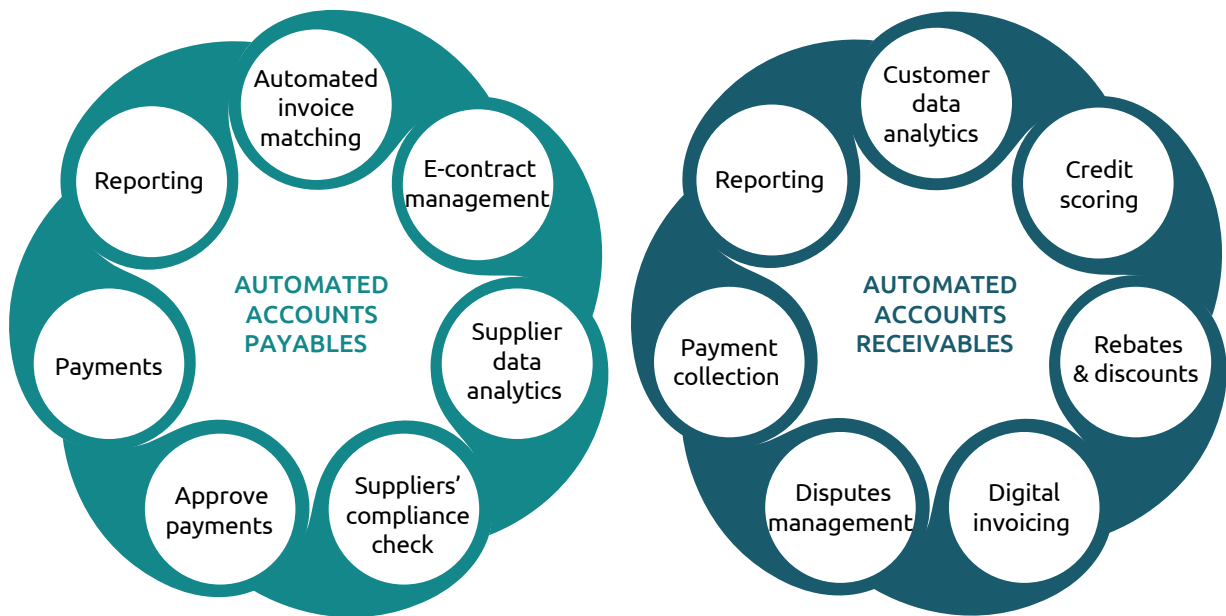 Automated
invoice
matching
E-contract
management
Supplier
data
analytics
Suppliers’
compliance
check
Approve
payments
Payments
Reporting
AUTOMATED
ACCOUNTS
PAYABLES
Customer
data
analytics
Credit
scoring
Rebates
& discounts
Digital
invoicing
Disputes
management
Payment
collection
Reporting
AUTOMATED
ACCOUNTS
RECEIVABLES